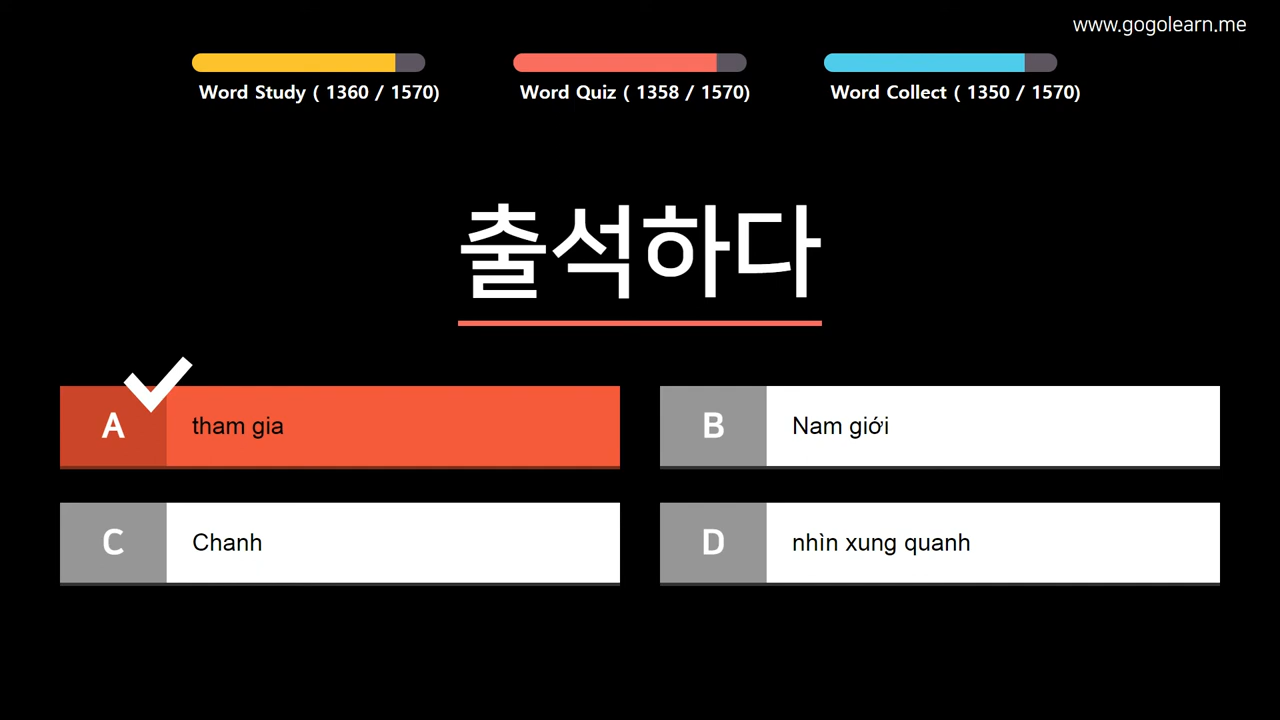 www.gogolearn.me
Word Study ( 1360 / 1570)
Word Quiz ( 1358 / 1570)
Word Collect ( 1350 / 1570)
출석하다
A tham gia
B Nam giới
C Chanh
D nhìn xung quanh